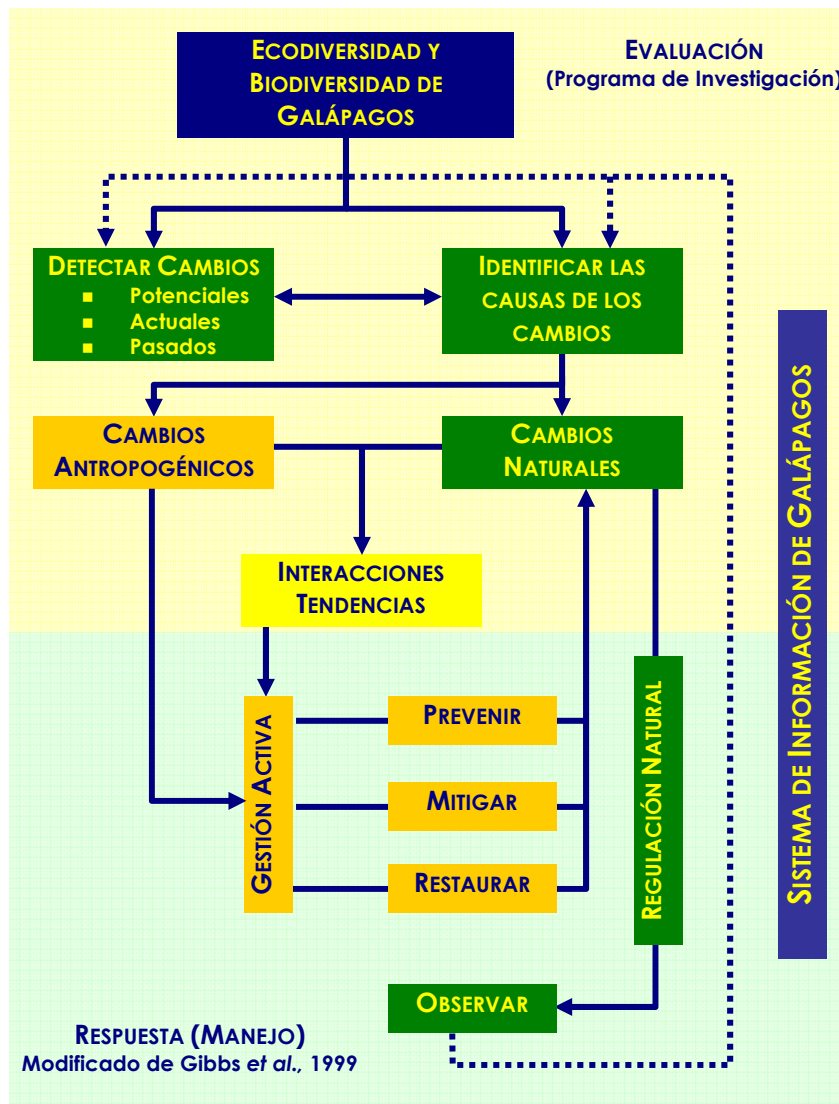 ECODIVERSIDAD Y
BIODIVERSIDAD DE
GALÁPAGOS
EVALUACIÓN
(Programa de Investigación)
DETECTAR CAMBIOS
▪ Potenciales
▪ Actuales
▪ Pasados
IDENTIFICAR LAS
CAUSAS DE LOS
CAMBIOS
CAMBIOS
ANTROPOGÉNICOS
CAMBIOS
NATURALES
INTERACCIONES
TENDENCIAS
GESTIÓN ACTIVA
PREVENIR
MITIGAR
RESTAURAR
REGULACIÓN NATURAL
SISTEMA DE INFORMACIÓN DE GALÁPAGOS
OBSERVAR
RESPUESTA (MANEJO)
Modificado de Gibbs et al., 1999